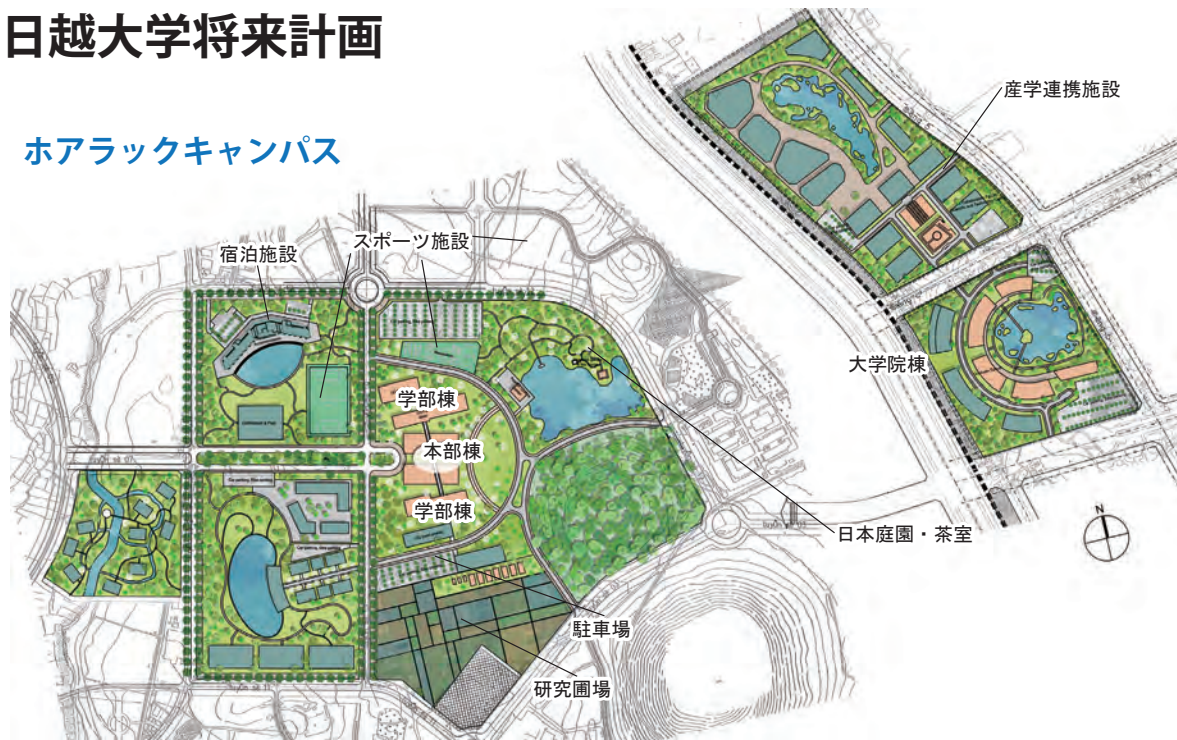 日越大学将来計画
ホアラックキャンパス
産学連携施設
宿泊施設
スポーツ施設
大学院棟
学部棟
本部棟
学部棟
日本庭園・茶室
N
駐車場
研究圃場